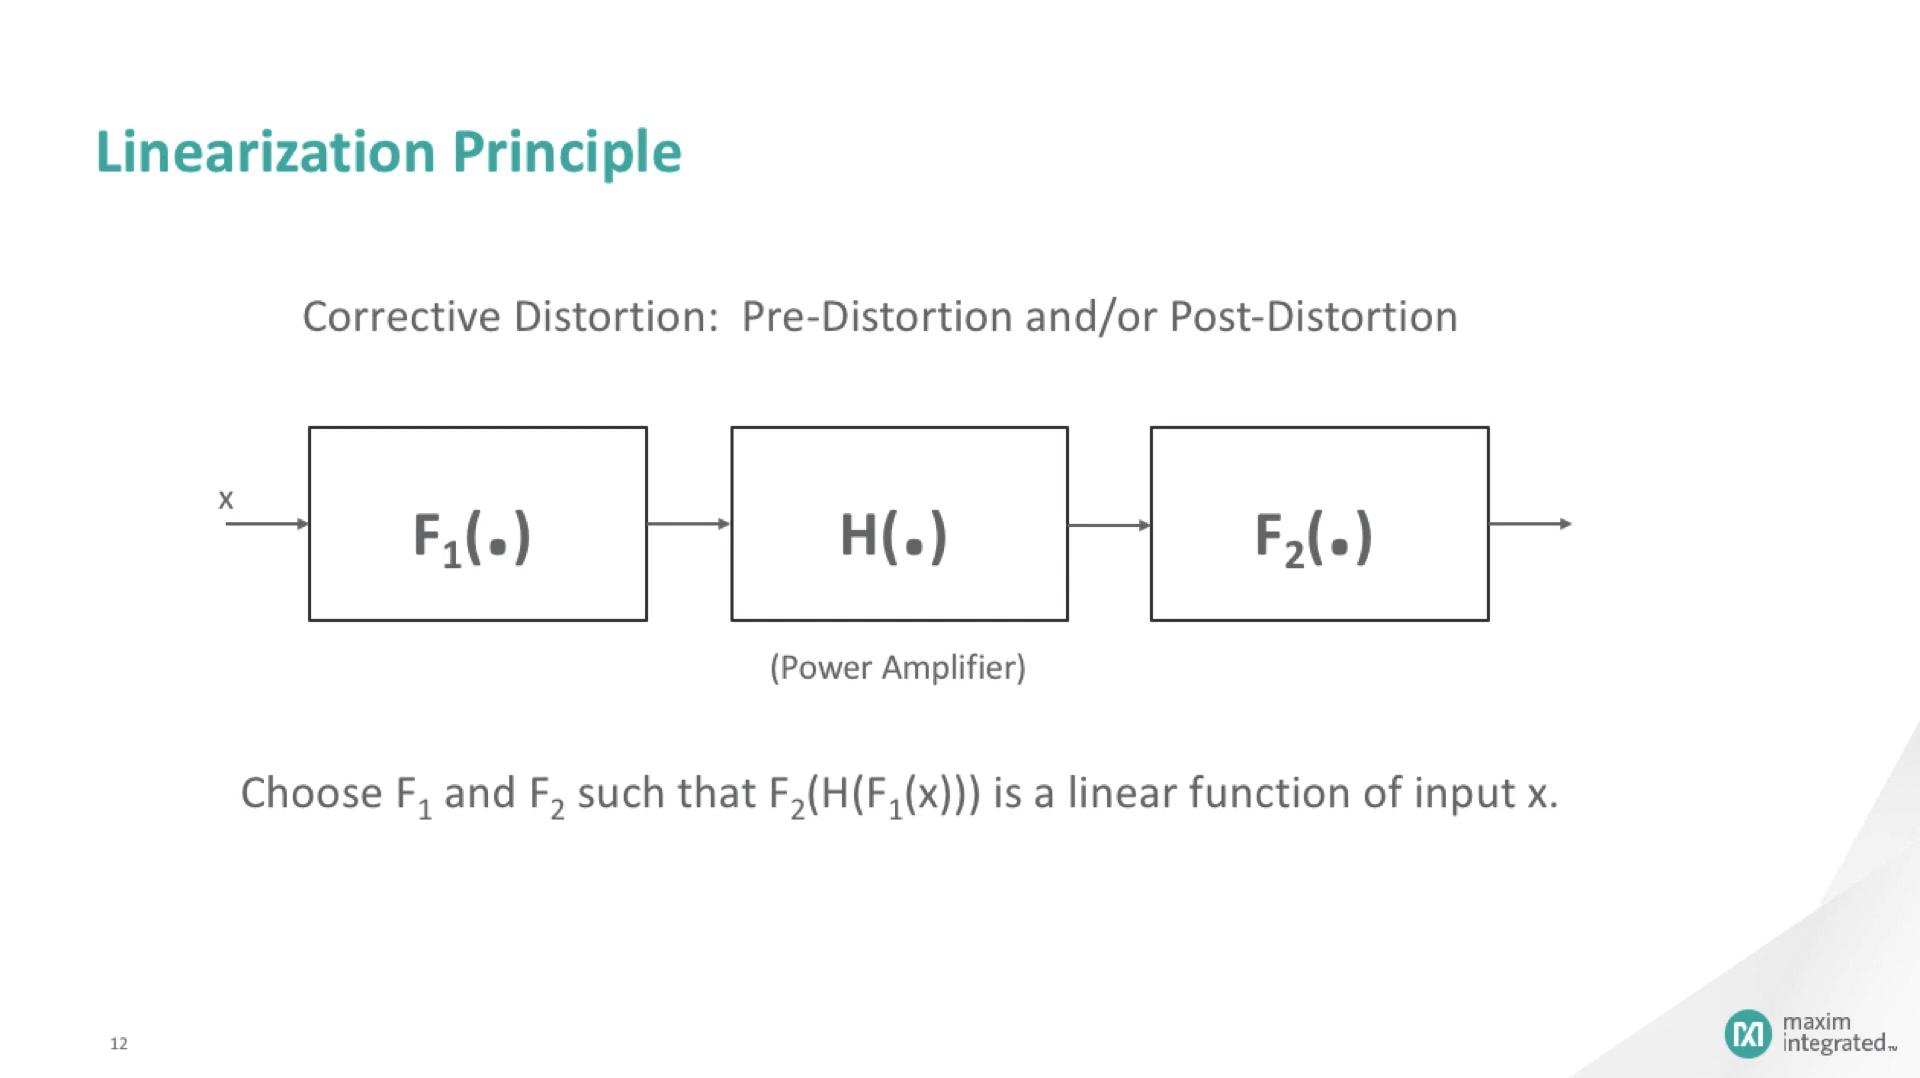 Linearization Principle
Corrective Distortion:  Pre-Distortion and/or Post-Distortion
x
F₁(.)
H(.)
F₂(.)
(Power Amplifier)
Choose F₁ and F₂ such that F₂(H(F₁(x))) is a linear function of input x.
12
maxim
integrated™